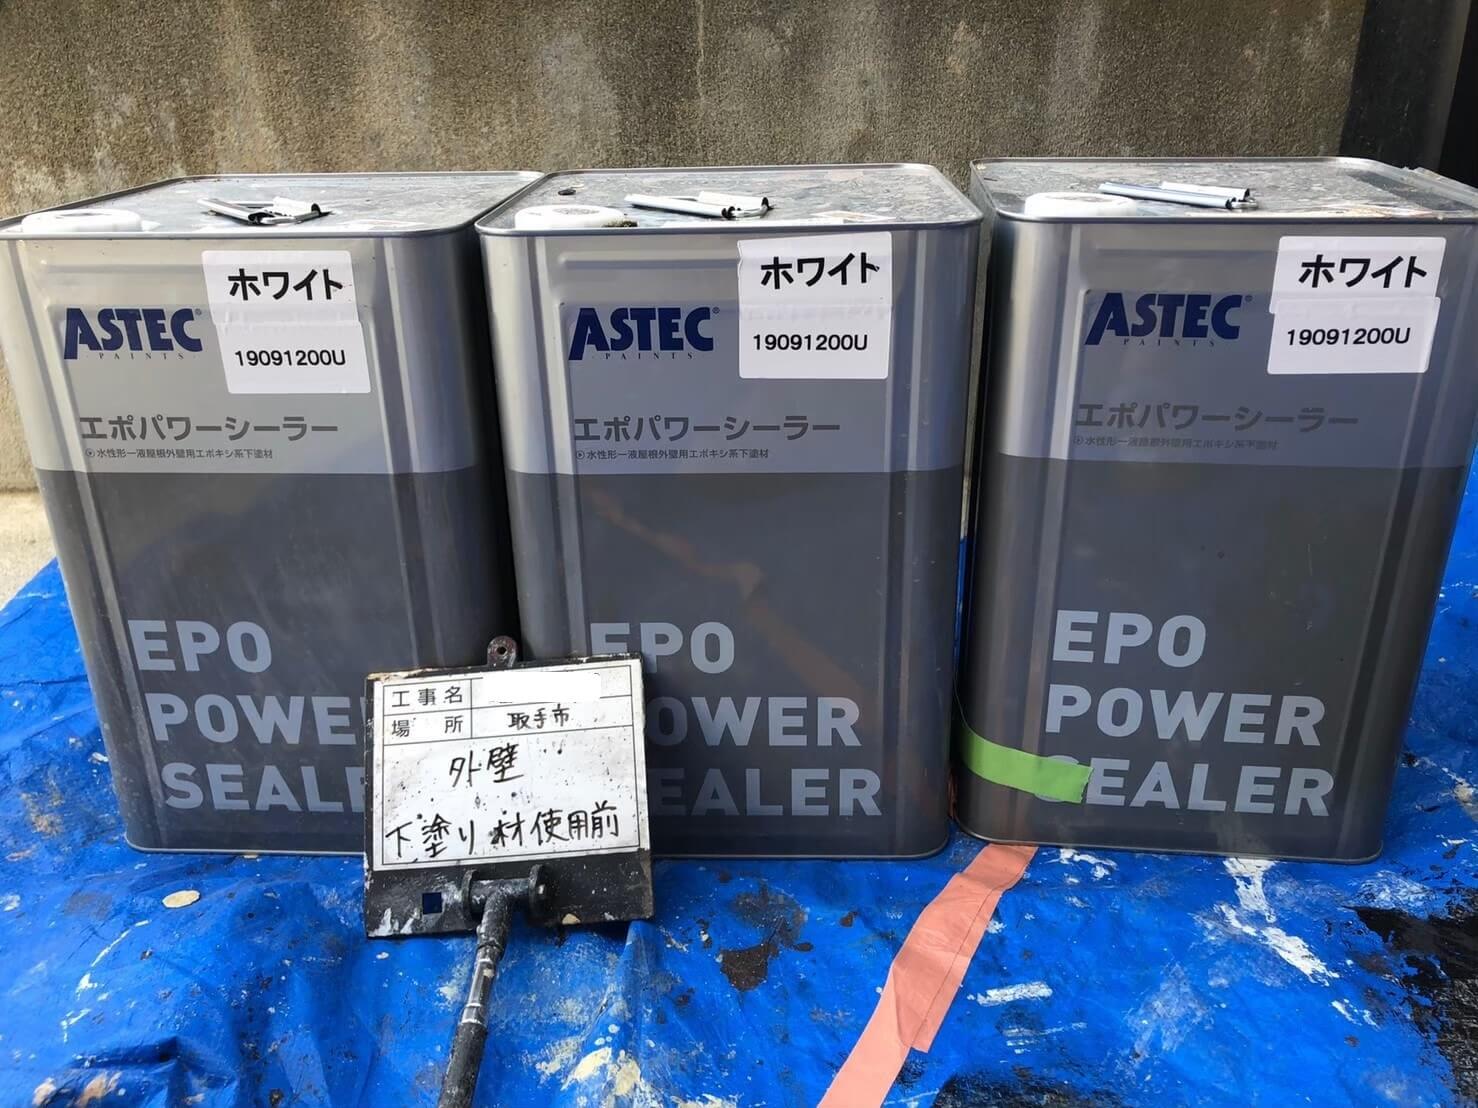 ホワイト
19091200U
ASTEC
PAINTS
エポパワーシーラー
水性形一液屋根外壁用エポキシ系下塗材
EPO
POWE
SEALE
ホワイト
19091200U
ASTEC
PAINTS
エポパワーシーラー
水性形一液屋根外壁用エポキシ系下塗材
EPO
OWER
EALER
ホワイト
19091200U
ASTEC
PAINTS
エポパワーシーラー
水性形一液屋根外壁用エポキシ系下塗材
EPO
POWER
SEALER
工事名
場所 取手市
外壁
下塗り材使用前